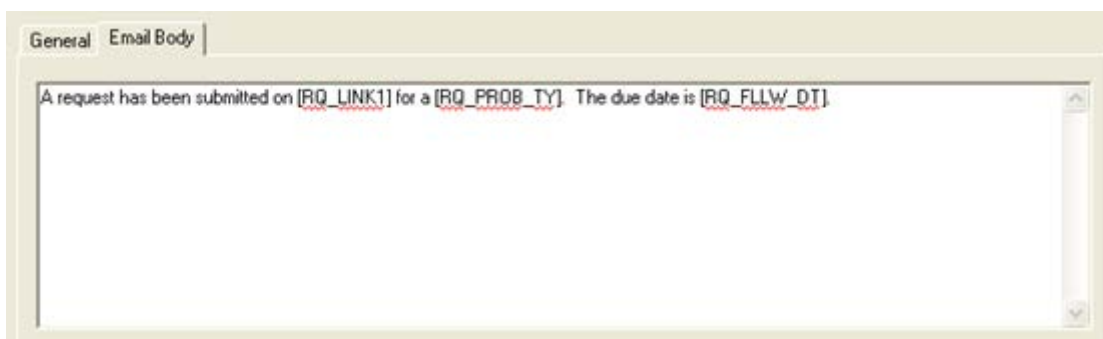 General Email Body
A request has been submitted on [RQ_LINK1] for a [RQ_PROB_TY].  The due date is [RQ_FLLW_DT].